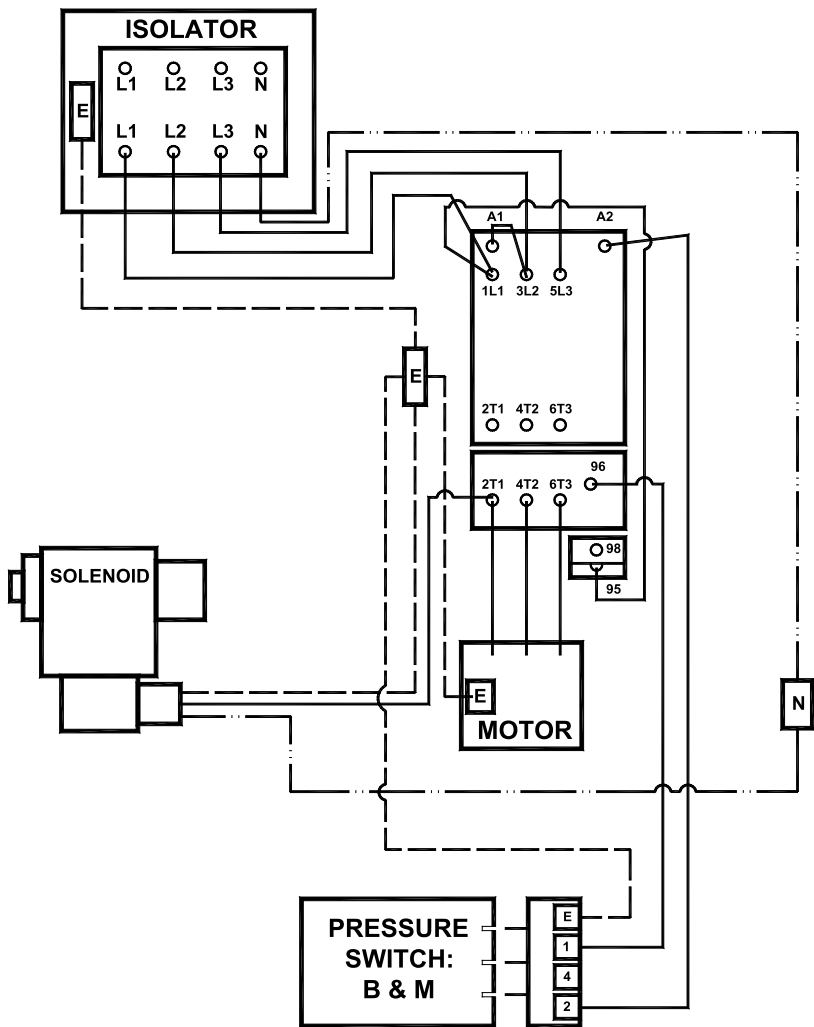 ISOLATOR
L1 L2 L3 N
E
L1 L2 L3 N
A1 A2
1L1 3L2 5L3
E
2T1 4T2 6T3
96
2T1 4T2 6T3
98
95
SOLENOID
E
MOTOR
N
PRESSURE
SWITCH:
B & M
E
1
4
2